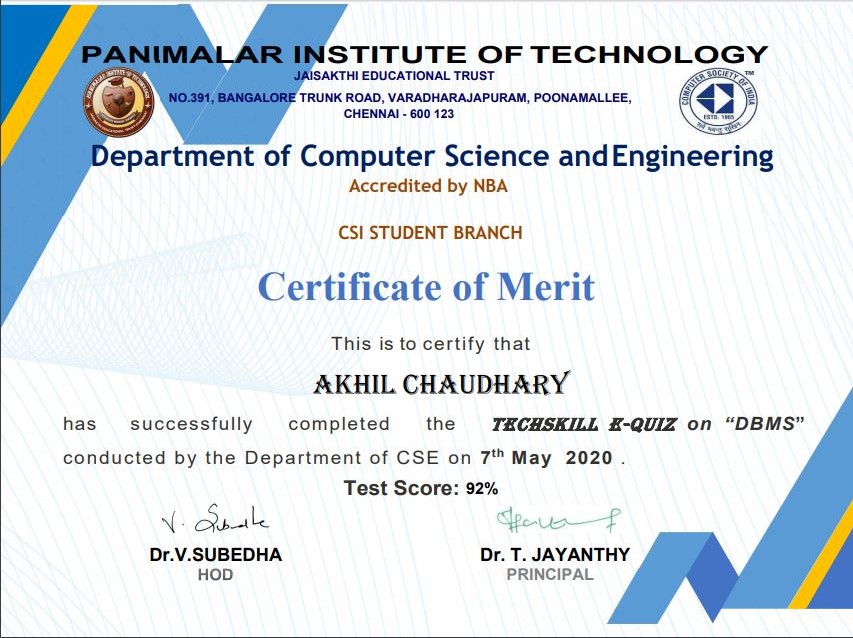 PANIMALAR INSTITUTE OF TECHNOLOGY
JAISAKTHI EDUCATIONAL TRUST
NO.391, BANGALORE TRUNK ROAD, VARADHARAJAPURAM, POONAMALLEE,
CHENNAI - 600 123
COMPUTER SOCIETY OF INDIA
TM
ESTD. 1965
Department of Computer Science and Engineering
Accredited by NBA
CSI STUDENT BRANCH
Certificate of Merit
This is to certify that
AKHIL CHAUDHARY
has successfully completed the TECHSKILL E-QUIZ on “DBMS”
conducted by the Department of CSE on 7th May 2020 .
Test Score: 92%
V. Subedha
Dr.V.SUBEDHA
Dr. T. JAYANTHY
HOD
PRINCIPAL